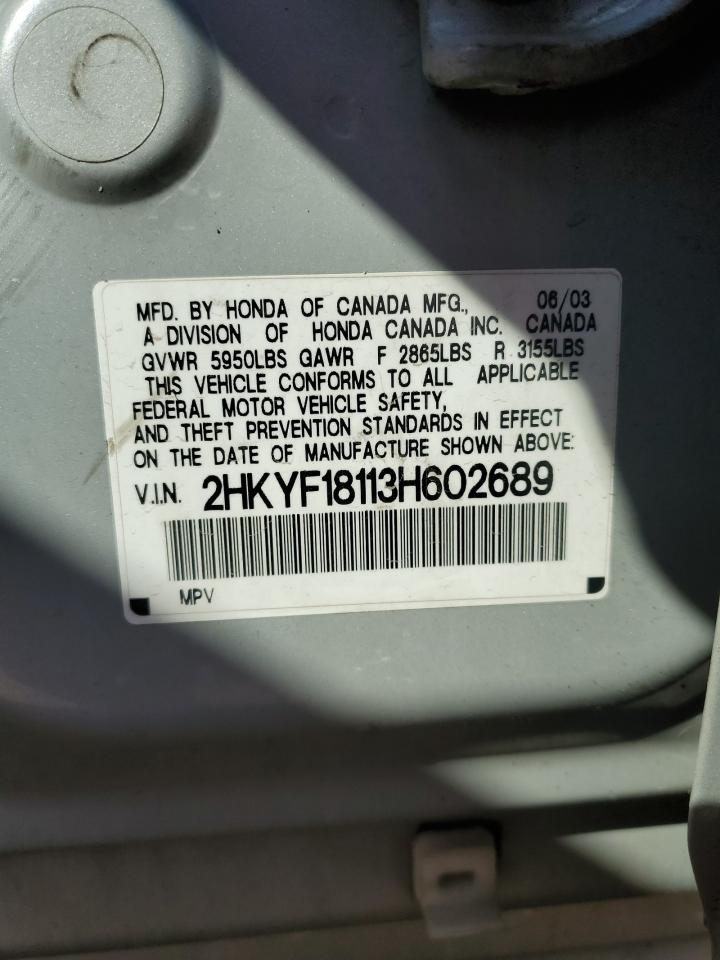 MFD. BY HONDA OF CANADA MFG., 06/03
A DIVISION OF HONDA CANADA INC. CANADA
GVWR 5950LBS GAWR F 2865LBS R 3155LBS
THIS VEHICLE CONFORMS TO ALL APPLICABLE
FEDERAL MOTOR VEHICLE SAFETY,
AND THEFT PREVENTION STANDARDS IN EFFECT
ON THE DATE OF MANUFACTURE SHOWN ABOVE:
V.I.N. 2HKYF18113H602689
MPV